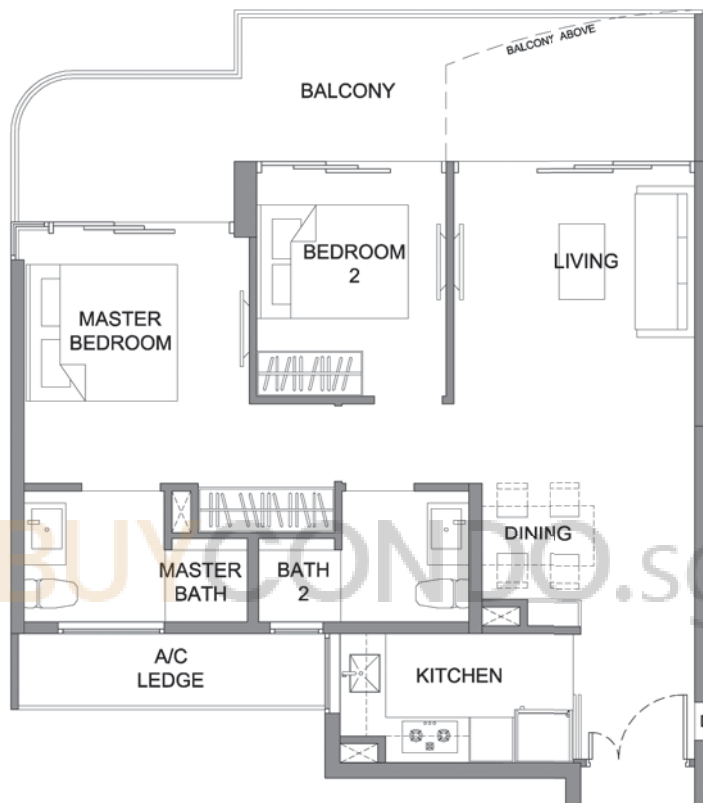 BALCONY ABOVE
BALCONY
BEDROOM
2
LIVING
MASTER
BEDROOM
DINING
BUYCONDO.sg
MASTER
BATH
BATH
2
A/C
LEDGE
KITCHEN